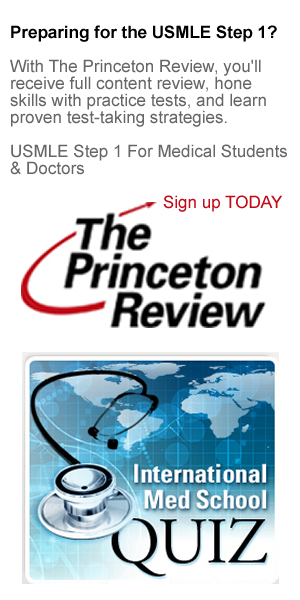 Preparing for the USMLE Step 1?
With The Princeton Review, you'll
receive full content review, hone
skills with practice tests, and learn
proven test-taking strategies.
USMLE Step 1 For Medical Students
& Doctors
Sign up TODAY
The
Princeton
Review
International
Med School
QUIZ